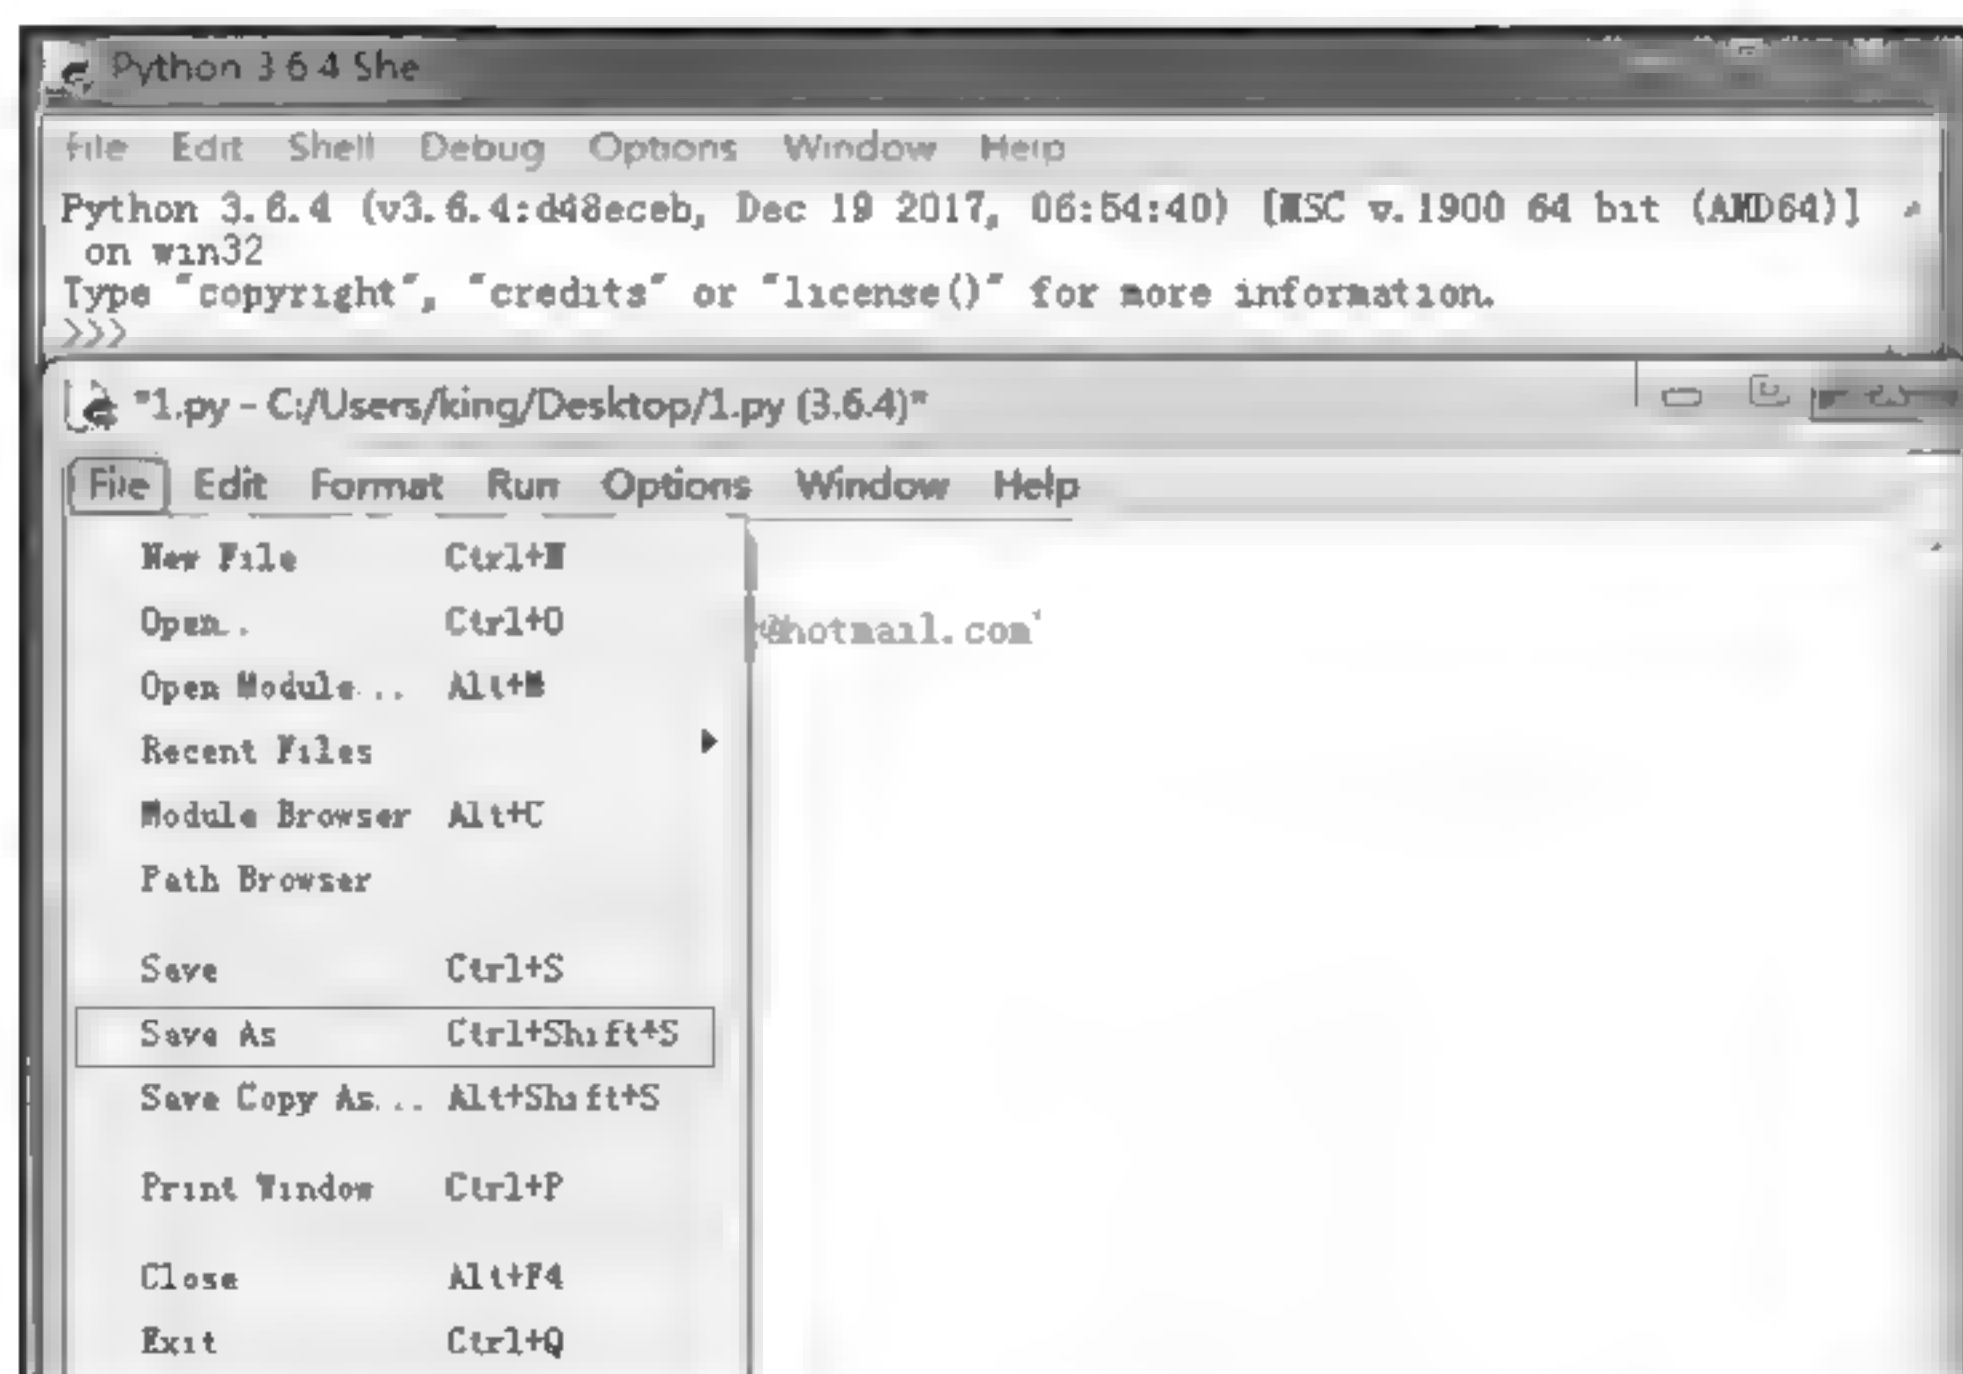 Python 3 6 4 She
File Edit Shell Debug Options Window Help
Python 3.6.4 (v3.6.4:d48eceb, Dec 19 2017, 06:54:40) [MSC v.1900 64 bit (AMD64)]
on win32
Type "copyright", "credits" or "license()" for more information.
>>>
*1.py - C:/Users/king/Desktop/1.py (3.6.4)*
File Edit Format Run Options Window Help
New File Ctrl+N
Open.. Ctrl+O
@hotmail.com'
Open Module... Alt+M
Recent Files
Module Browser Alt+C
Path Browser
Save Ctrl+S
Save As Ctrl+Shift+S
Save Copy As... Alt+Shift+S
Print Window Ctrl+P
Close Alt+F4
Exit Ctrl+Q